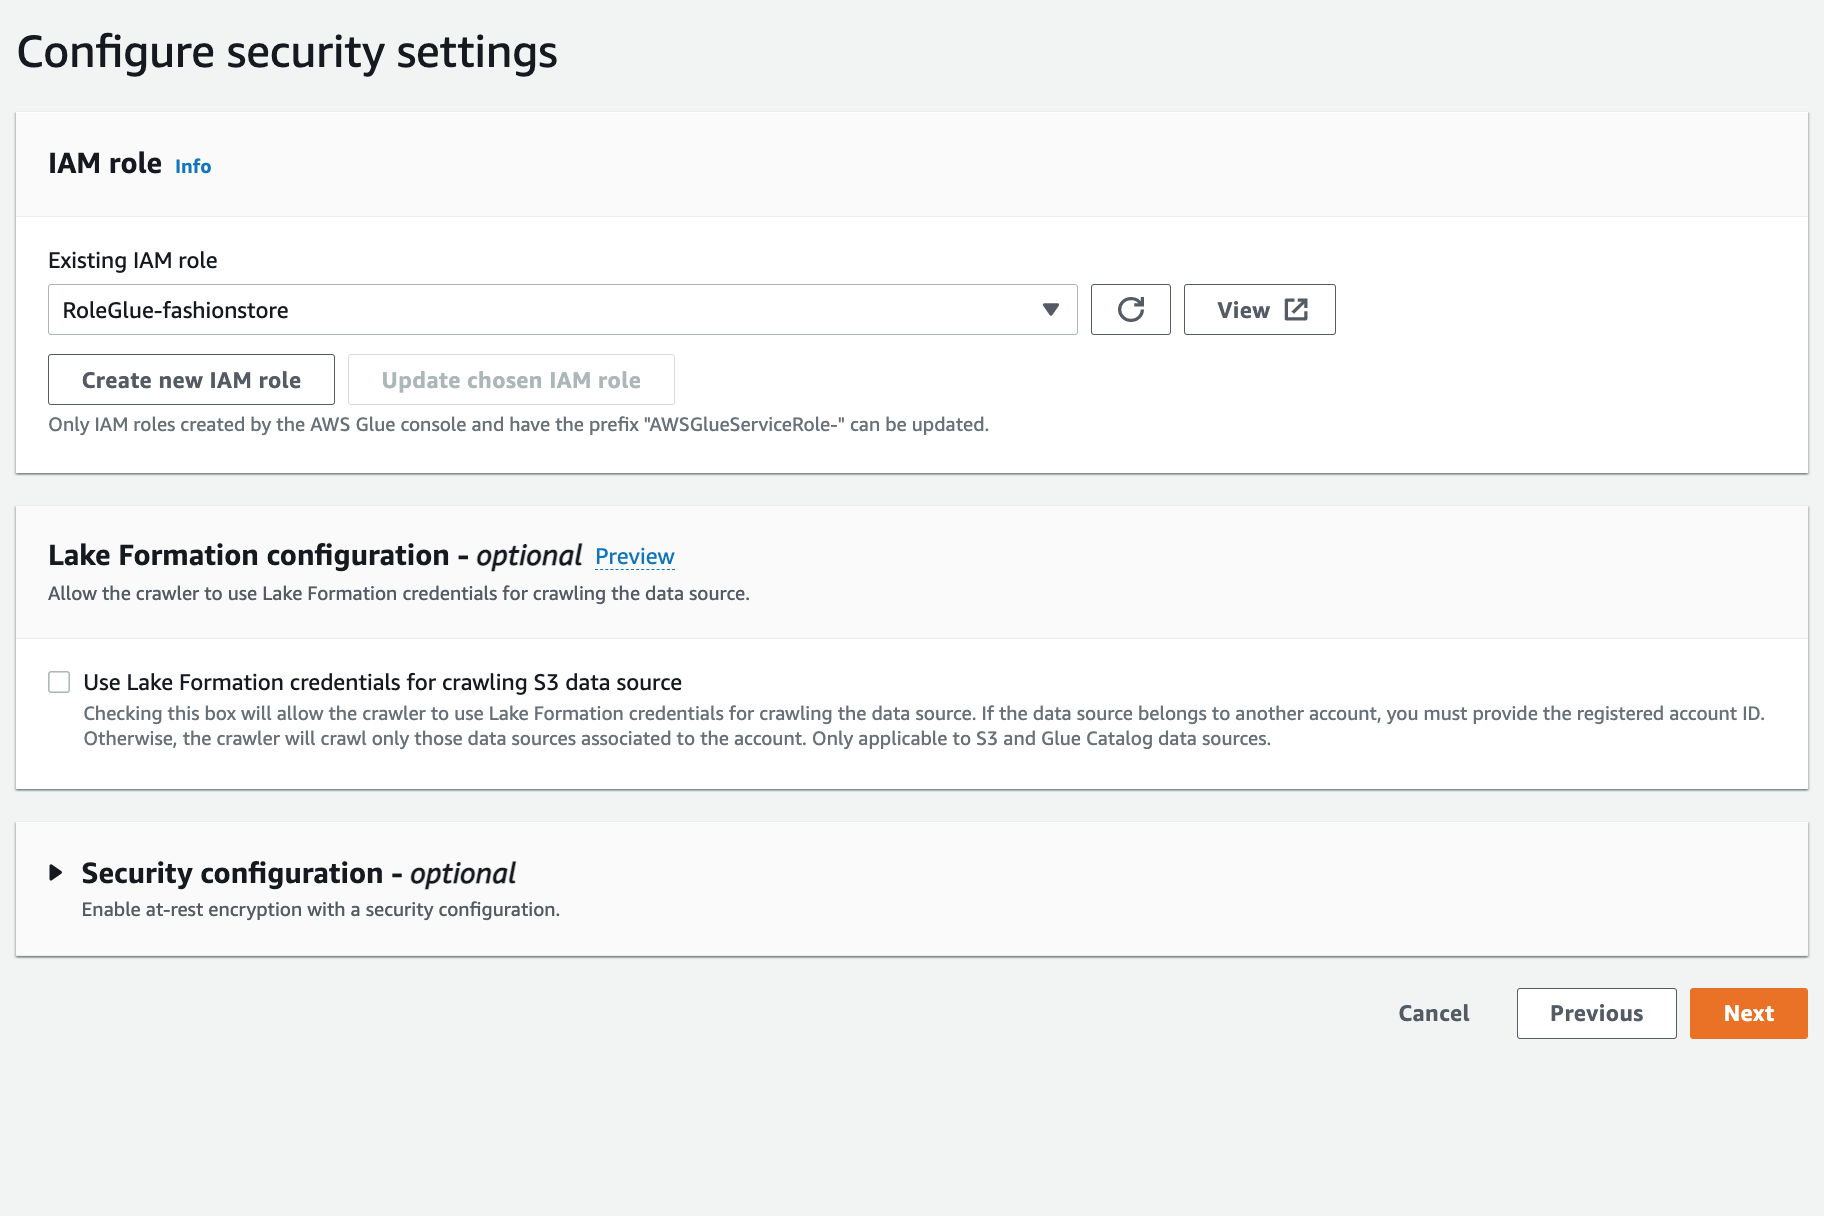 Configure security settings
IAM role Info
Existing IAM role
RoleGlue-fashionstore
View
Create new IAM role
Update chosen IAM role
Only IAM roles created by the AWS Glue console and have the prefix "AWSGlueServiceRole-" can be updated.
Lake Formation configuration - optional Preview
Allow the crawler to use Lake Formation credentials for crawling the data source.
Use Lake Formation credentials for crawling S3 data source
Checking this box will allow the crawler to use Lake Formation credentials for crawling the data source. If the data source belongs to another account, you must provide the registered account ID.
Otherwise, the crawler will crawl only those data sources associated to the account. Only applicable to S3 and Glue Catalog data sources.
Security configuration - optional
Enable at-rest encryption with a security configuration.
Cancel
Previous
Next